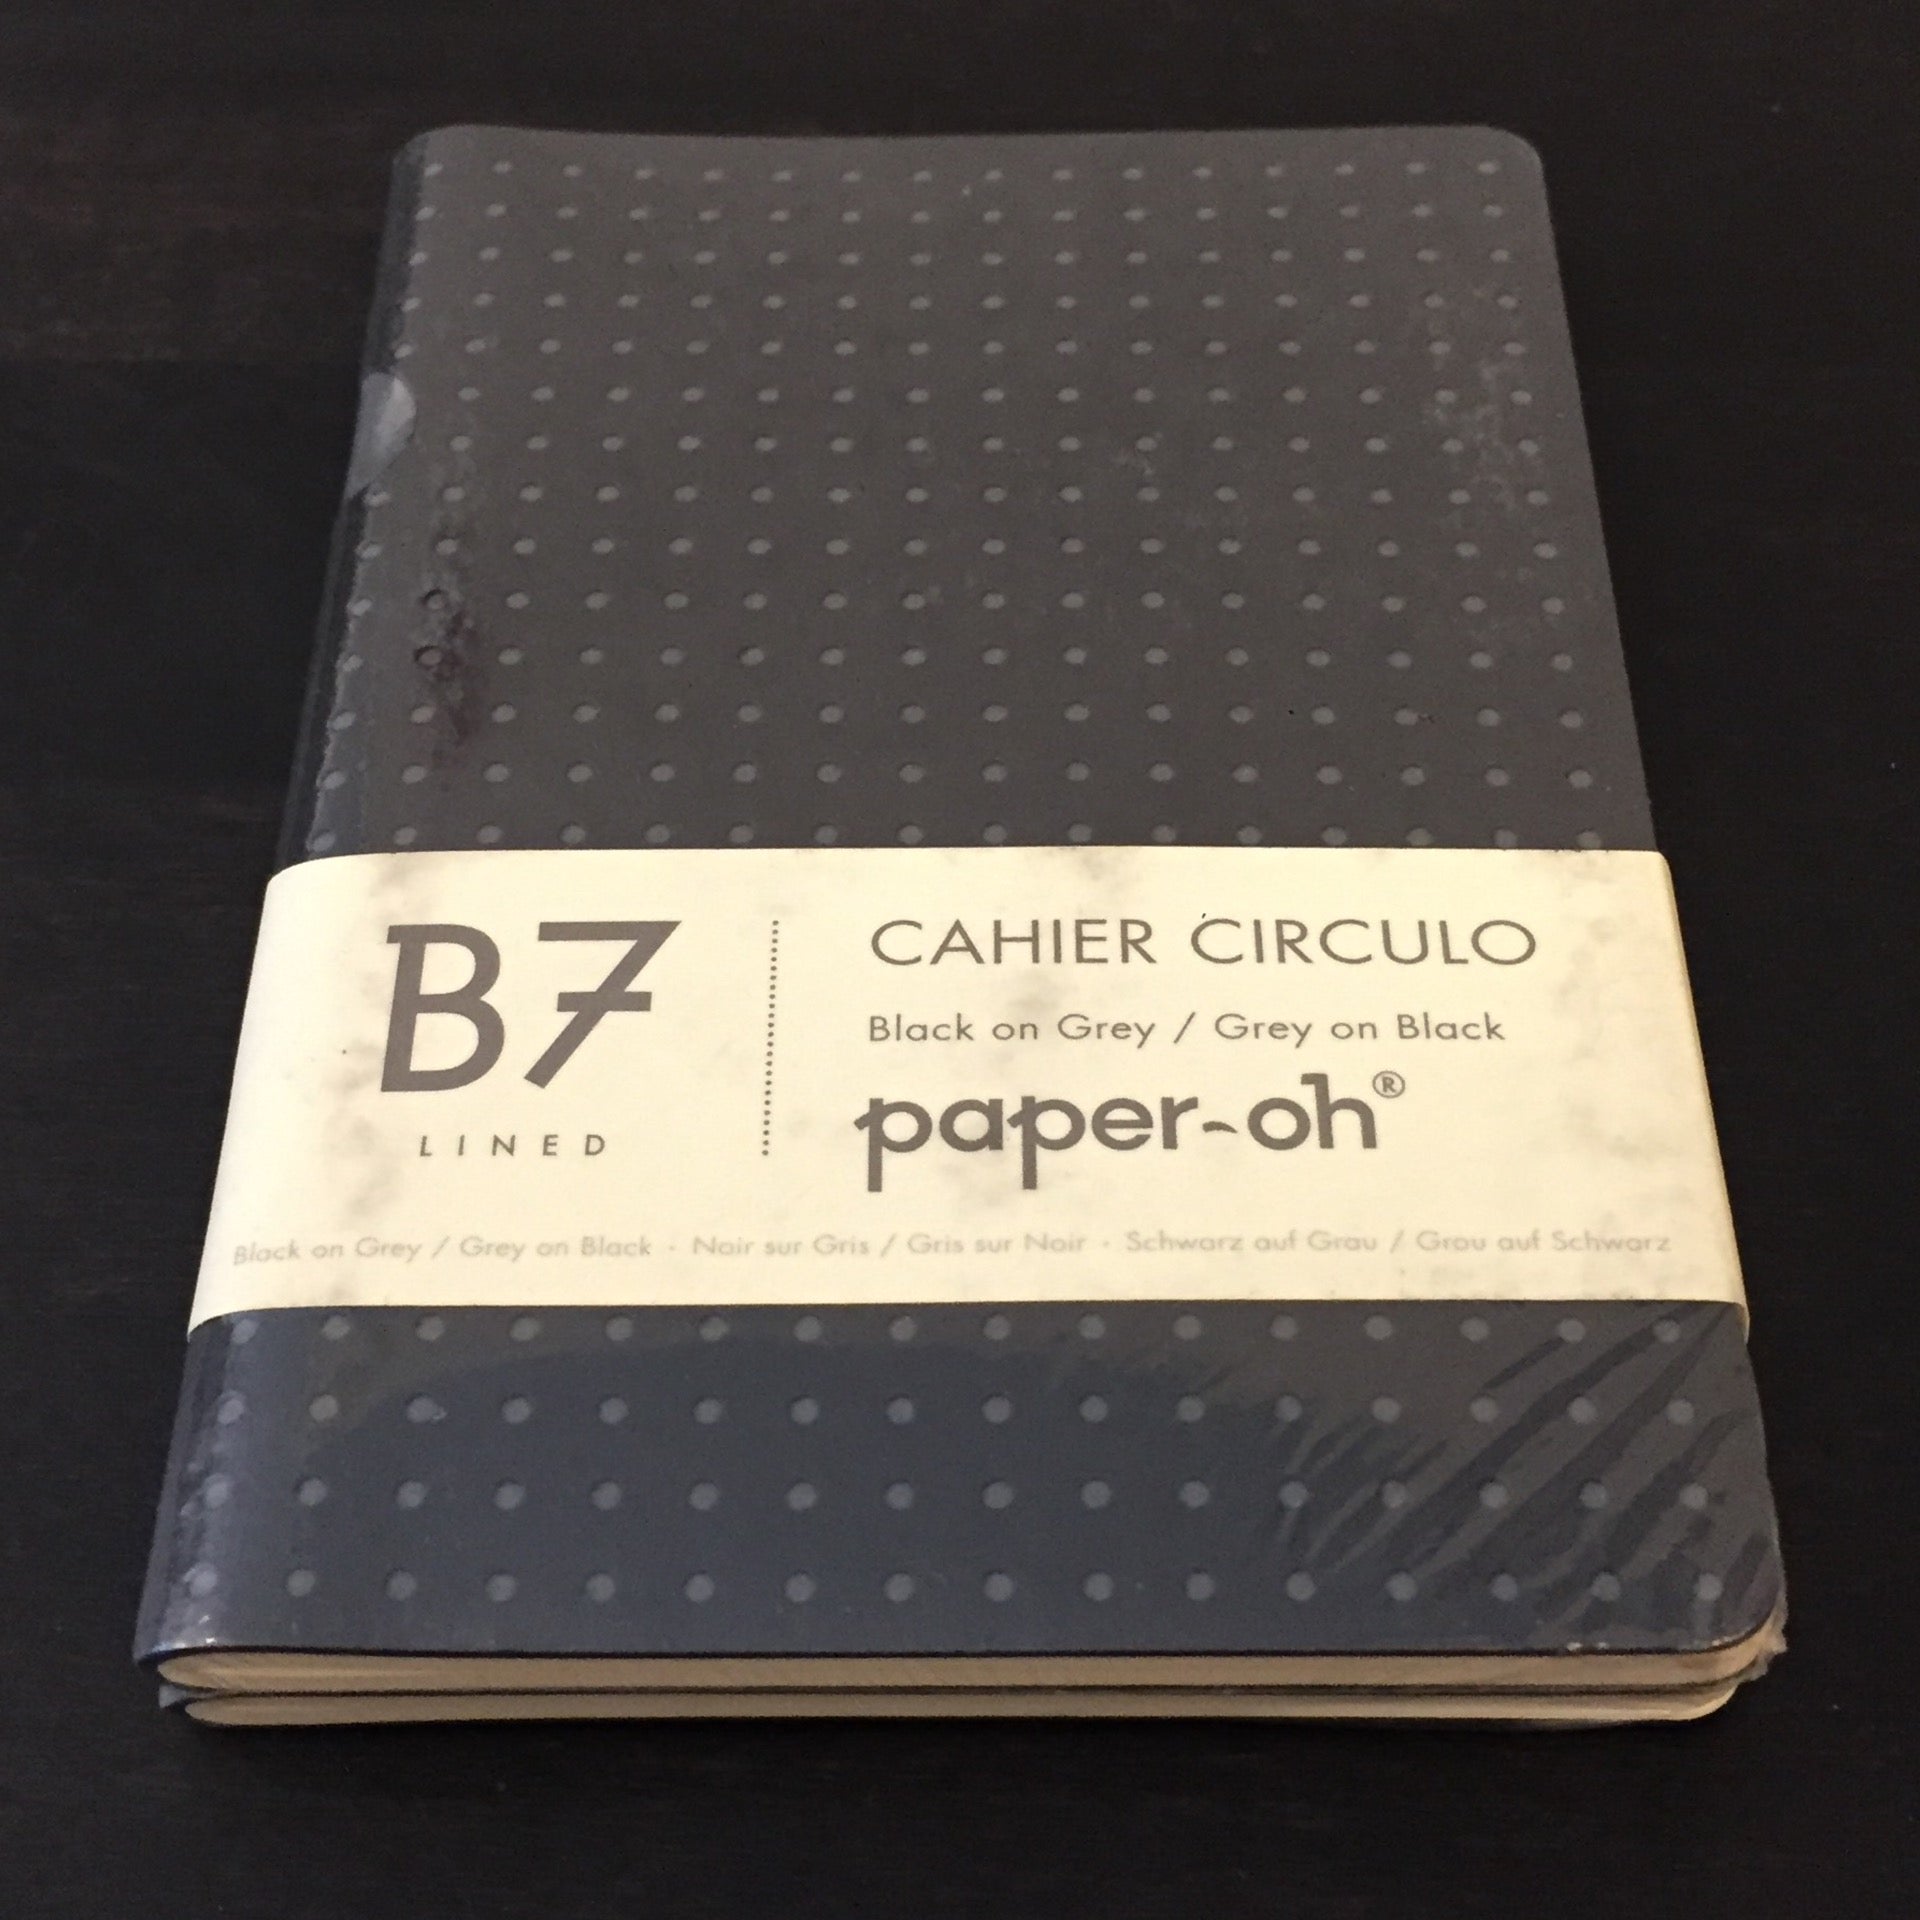 B7
LINED
CAHIER CIRCULO
Black on Grey / Grey on Black
paper-oh®
Black on Grey / Grey on Black · Noir sur Gris / Gris sur Noir · Schwarz auf Grau / Grau auf Schwarz